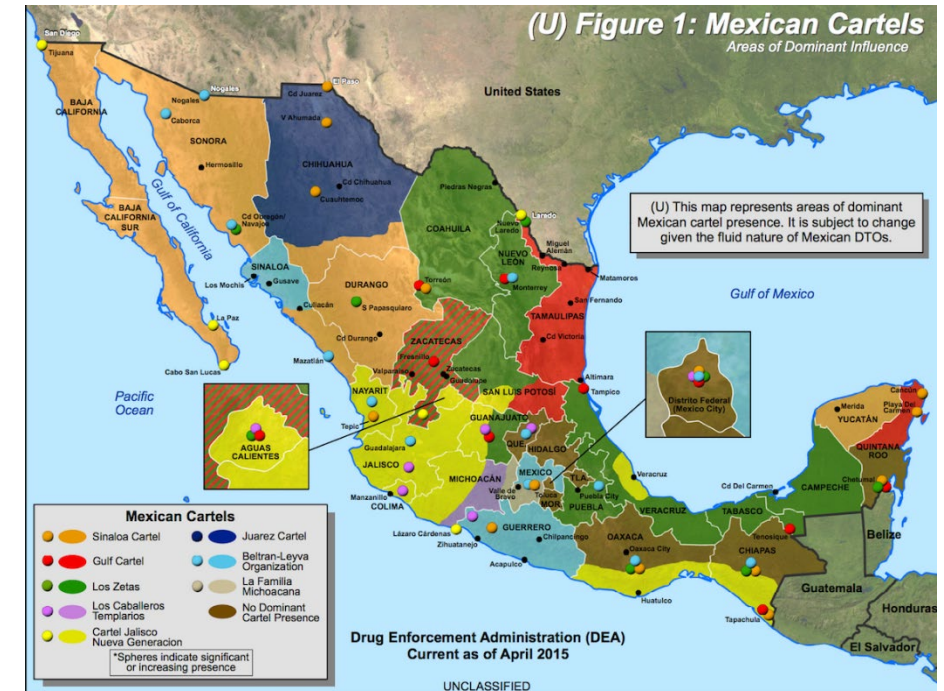 (U) Figure 1: Mexican Cartels
Areas of Dominant Influence
San Diego
Tijuana
Nogales
El Paso
BAJA
CALIFORNIA
Nogales
Caborca
SONORA
Hermosillo
Cd Juarez
V Ahumada
CHIHUAHUA
Cd Chihuahua
Cuauhtemoc
United States
Gulf of California
BAJA
CALIFORNIA
SUR
Cd Obregón/
Navajoa
Piedras Negras
COAHUILA
Nuevo
Laredo
Laredo
(U) This map represents areas of dominant
Mexican cartel presence. It is subject to change
given the fluid nature of Mexican DTOs.
SINALOA
Los Mochis
Gusave
Culiacán
DURANGO
S Papasquiaro
Torreón
NUEVO
LEÓN
Monterrey
Miguel
Alemán
Reynosa
Matamoros
San Fernando
TAMAULIPAS
Cd Victoria
Gulf of Mexico
La Paz
Cabo San Lucas
Mazatlán
Cd Durango
ZACATECAS
Fresnillo
Valparaiso
Zacatecas
Guadalupe
SAN LUIS POTOSÍ
Altimara
Tampico
Distrito Federal
(Mexico City)
Pacific
Ocean
AGUAS
CALIENTES
NAYARIT
Tepic
Guadalajara
JALISCO
Manzanillo
COLIMA
GUANAJUATO
QUE.
HIDALGO
MICHOACÁN
MEXICO
Valle de
Bravo
Toluca
MOR.
TLA.
Puebla City
PUEBLA
Veracruz
VERACRUZ
Cancún
Playa Del
Carmen
Merida
YUCATÁN
QUINTANA
ROO
Chetumal
CAMPECHE
Cd Del Carmen
TABASCO
Tenosique
Belize
Lázaro Cárdenas
Zihuatanejo
GUERRERO
Chilpancingo
Acapulco
OAXACA
Oaxaca City
Huatulco
CHIAPAS
Tapachula
Guatemala
Honduras
El Salvador
Mexican Cartels
Sinaloa Cartel
Gulf Cartel
Los Zetas
Los Caballeros
Templarios
Cartel Jalisco
Nueva Generacion
Juarez Cartel
Beltran-Leyva
Organization
La Familia
Michoacana
No Dominant
Cartel Presence
*Spheres indicate significant
or increasing presence
Drug Enforcement Administration (DEA)
Current as of April 2015
UNCLASSIFIED